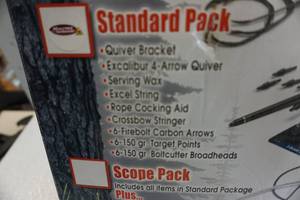 Standard Pack
• Quiver Bracket
• Excalibur 4-Arrow Quiver
• Serving Wax
• Excel String
• Rope Cocking Aid
• Crossbow Stringer
• 6-Firebolt Carbon Arrows
• 6-150 gr. Target Points
• 6-150 gr. Boltcutter Broadheads
Scope Pack
Includes all items in Standard Package
Plus...